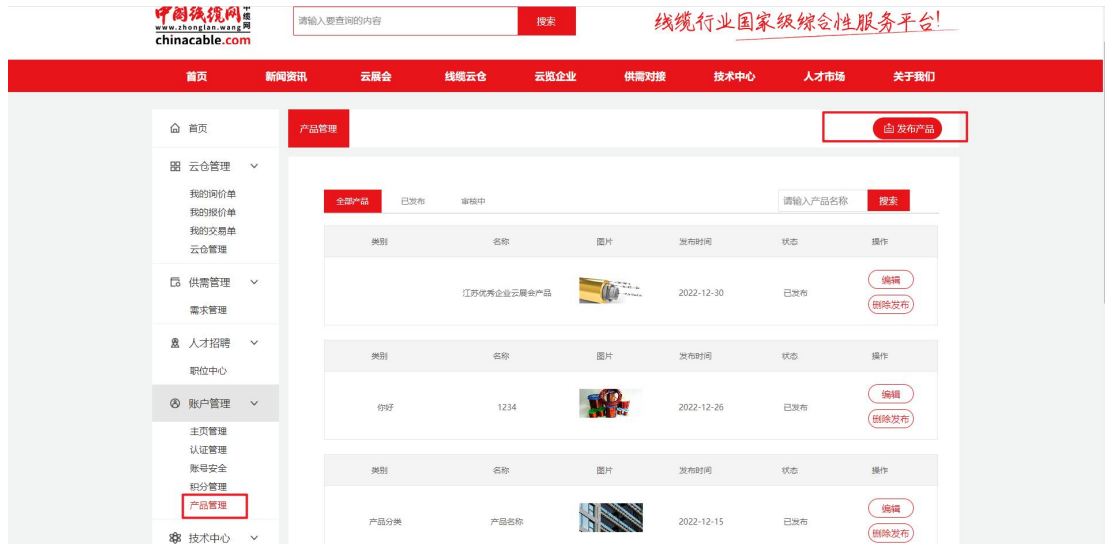 中缆线缆网 中缆网
www.zhonglan.wang
chinacable.com
请输入要查询的内容 搜索
线缆行业国家级综合性服务平台!
首页 新闻资讯 云展会 线缆云仓 云览企业 供需对接 技术中心 人才市场 关于我们
首页
云仓管理
我的询价单
我的报价单
我的交易单
云仓管理
供需管理
需求管理
人才招聘
职位中心
账户管理
主页管理
认证管理
账号安全
积分管理
产品管理
技术中心
产品管理 发布产品
全部产品 已发布 审核中 请输入产品名称 搜索
类别 名称 图片 发布时间 状态 操作
江苏优秀企业云展会产品 2022-12-30 已发布 编辑
删除发布
类别 名称 图片 发布时间 状态 操作
你好 1234 2022-12-26 已发布 编辑
删除发布
类别 名称 图片 发布时间 状态 操作
产品分类 产品名称 2022-12-15 已发布 编辑
删除发布